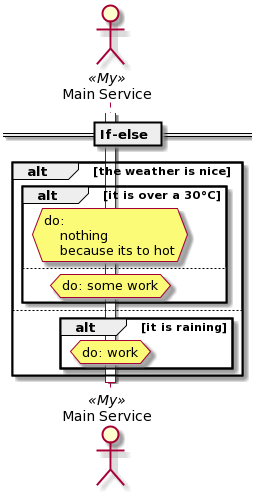 «My»
Main Service
If-else
alt [the weather is nice]
alt [it is over a 30°C]
do:
nothing
because its to hot
do: some work
alt [it is raining]
do: work
«My»
Main Service